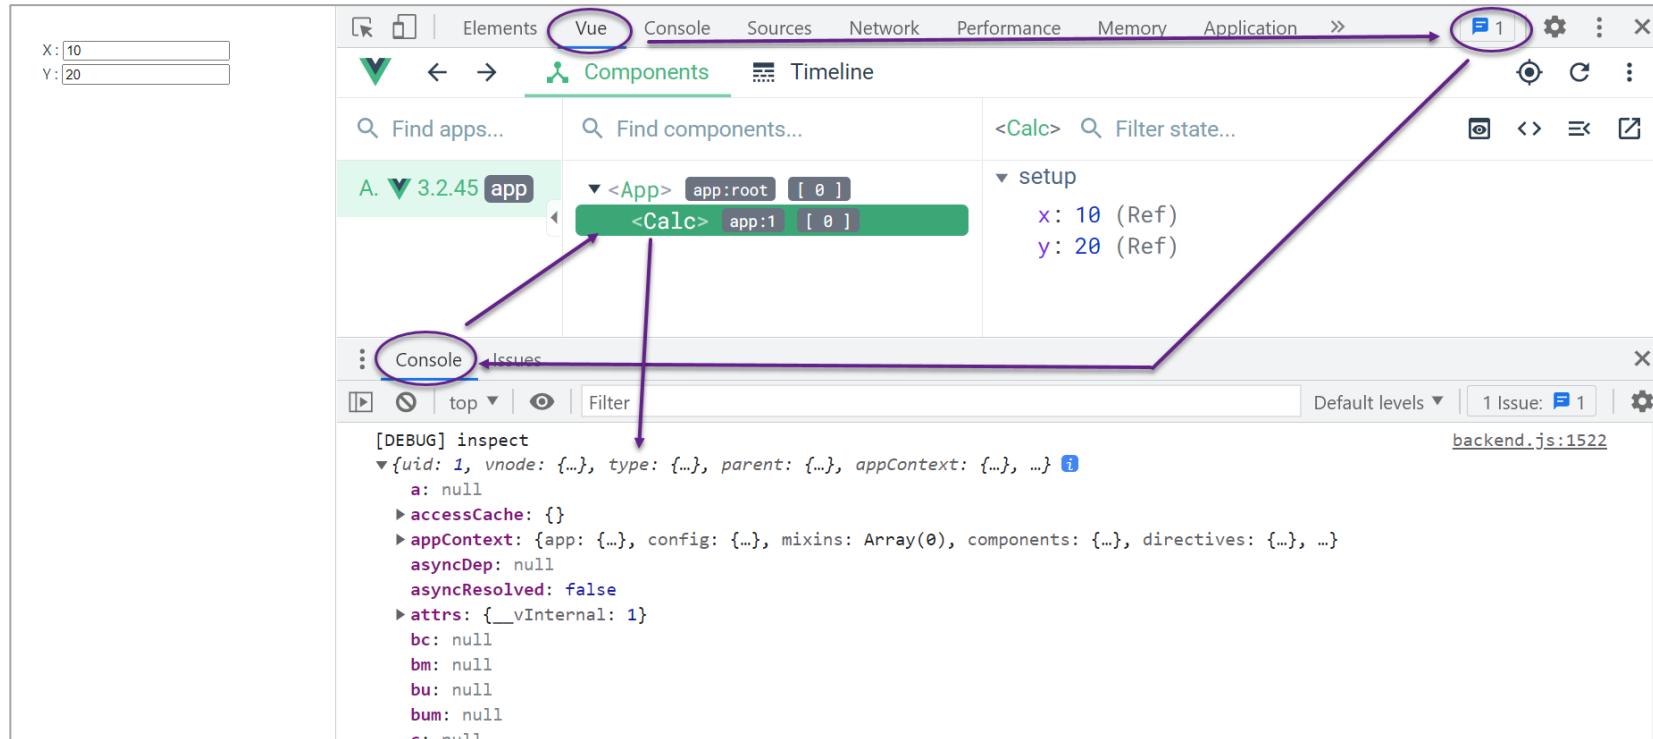 X : 10
Y : 20
Elements Vue Console Sources Network Performance Memory Application » 1
Components Timeline
Find apps... Find components... <Calc> Filter state...
A. 3.2.45 app
<App> app:root [ 0 ]
<Calc> app:1 [ 0 ]
setup
x: 10 (Ref)
y: 20 (Ref)
Console Issues
top Filter Default levels 1 Issue: 1
[DEBUG] inspect backend.js:1522
{uid: 1, vnode: {…}, type: {…}, parent: {…}, appContext: {…}, …} i
a: null
accessCache: {}
appContext: {app: {…}, config: {…}, mixins: Array(0), components: {…}, directives: {…}, …}
asyncDep: null
asyncResolved: false
attrs: {__vInternal: 1}
bc: null
bm: null
bu: null
bum: null
c: null